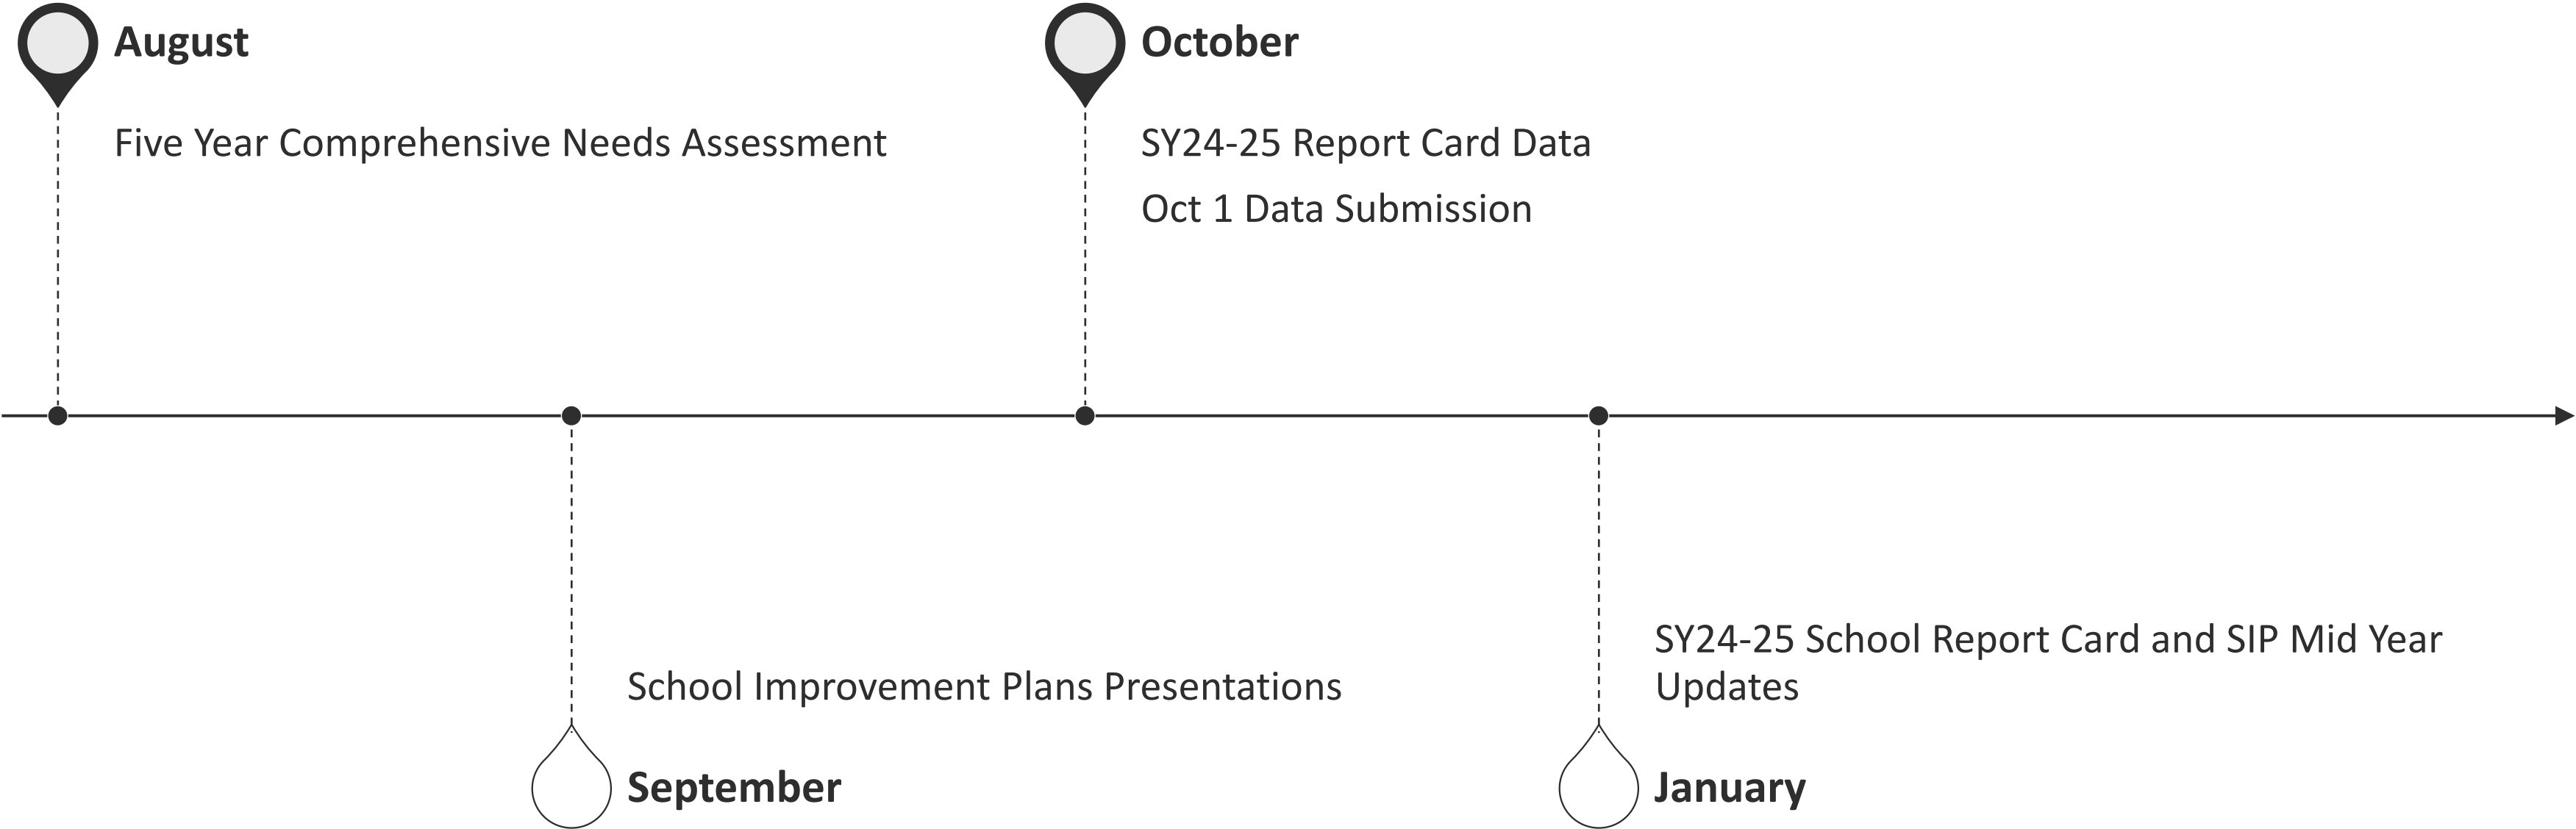 August
Five Year Comprehensive Needs Assessment
October
SY24-25 Report Card Data
Oct 1 Data Submission
School Improvement Plans Presentations
September
SY24-25 School Report Card and SIP Mid Year
Updates
January